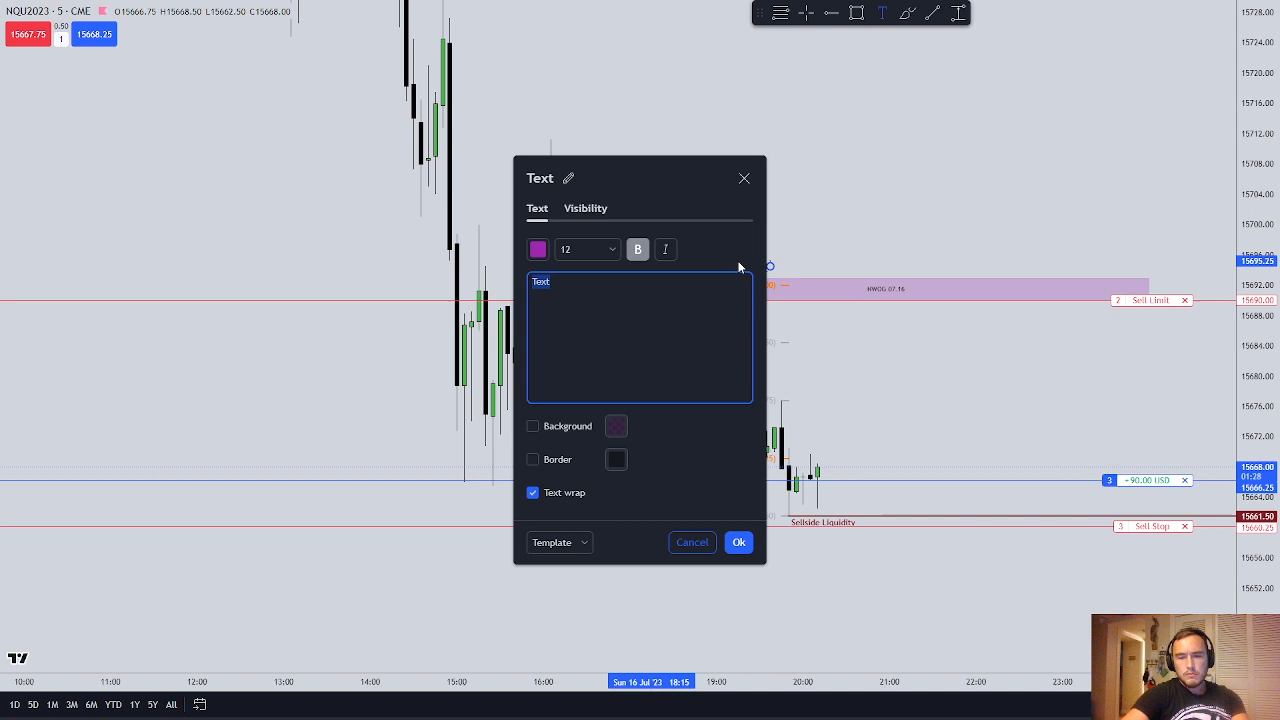 NQU2023 · 5 · CME O15666.75 H15668.50 L15662.50 C15668.00
15667.75 0.50 15668.25
1
15728.00
15724.00
15720.00
15716.00
15712.00
15708.00
15704.00
15700.00
15695.25
15692.00
15690.00
15688.00
15684.00
15680.00
15676.00
15672.00
15668.00
01:28
15666.25
15664.00
15661.50
15660.25
15656.00
15652.00
Text
Text Visibility
12 B I
Text
Background
Border
Text wrap
Template Cancel Ok
NWOG 07.16
2 Sell Limit ×
3 −90.00 USD ×
Sellside Liquidity
3 Sell Stop ×
10:00 11:00 12:00 13:00 14:00 15:00 16:00 Sun 16 Jul '23 18:15 19:00 20:00 21:00 22:00 23:00
1D 5D 1M 3M 6M YTD 1Y 5Y All